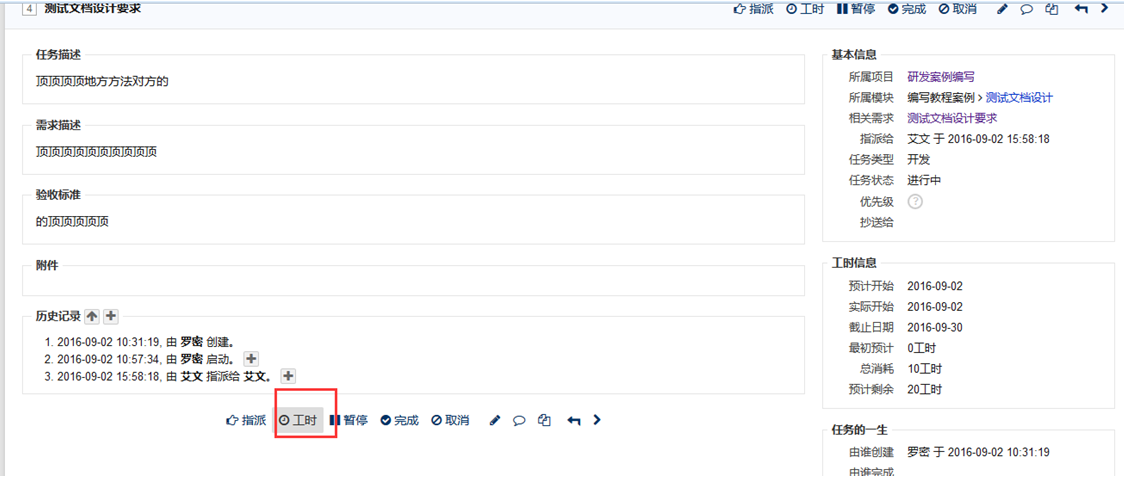 4 测试文档设计要求
指派 工时 暂停 完成 取消
任务描述
顶顶顶顶地方方法对方的
需求描述
顶顶顶顶顶顶顶顶顶顶
验收标准
的顶顶顶顶顶
附件
历史记录
1. 2016-09-02 10:31:19, 由 罗密 创建。
2. 2016-09-02 10:57:34, 由 罗密 启动。
3. 2016-09-02 15:58:18, 由 艾文 指派给 艾文。
指派 工时 暂停 完成 取消
基本信息
所属项目 研发案例编写
所属模块 编写教程案例 > 测试文档设计
相关需求 测试文档设计要求
指派给 艾文 于 2016-09-02 15:58:18
任务类型 开发
任务状态 进行中
优先级 ?
抄送给
工时信息
预计开始 2016-09-02
实际开始 2016-09-02
截止日期 2016-09-30
最初预计 0工时
总消耗 10工时
预计剩余 20工时
任务的一生
由谁创建 罗密 于 2016-09-02 10:31:19
由谁完成